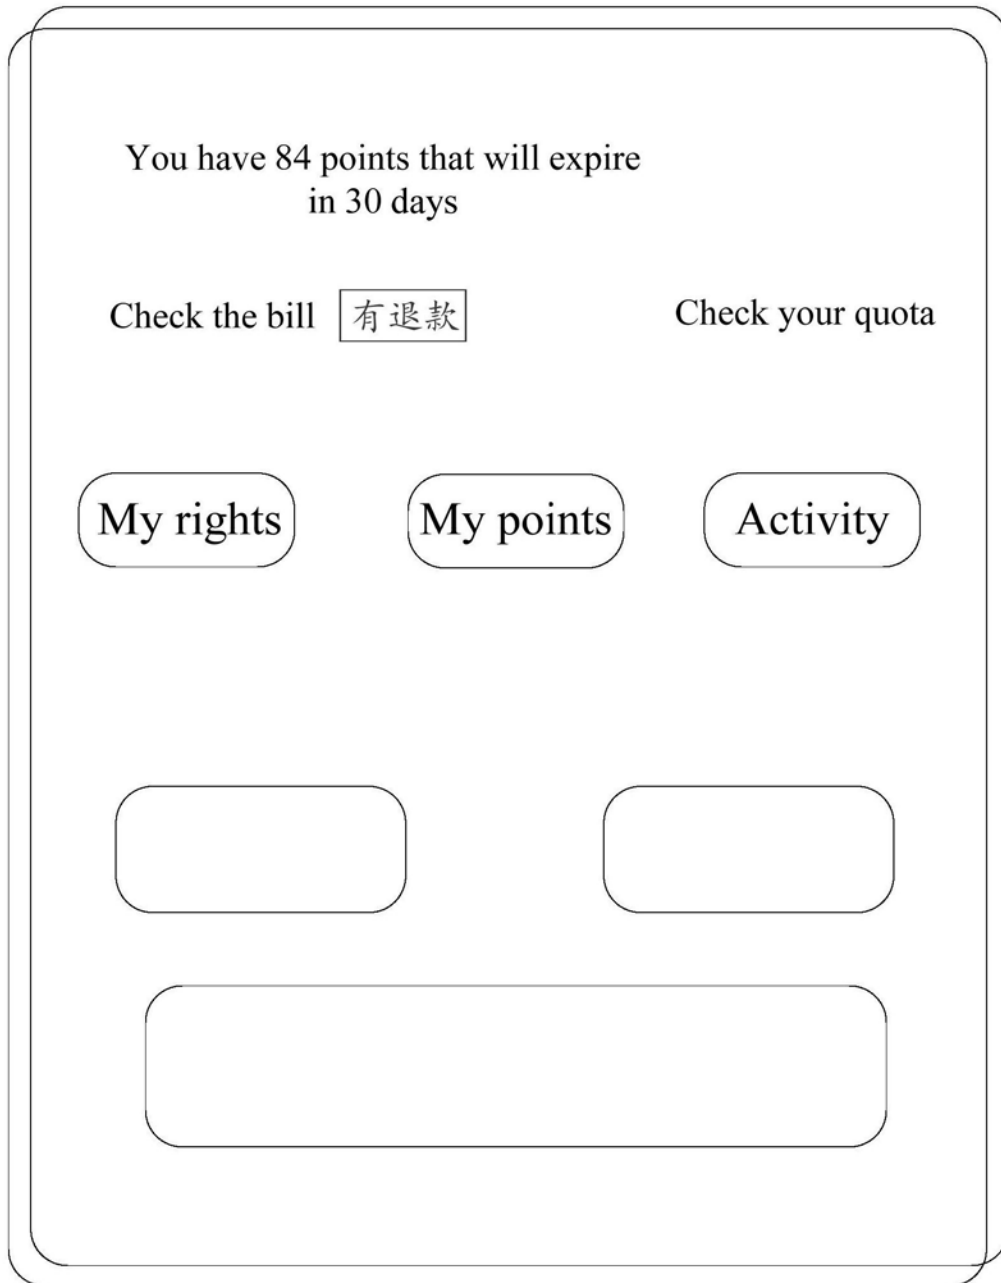 You have 84 points that will expire
in 30 days
Check the bill 有退款 Check your quota
My rights My points Activity